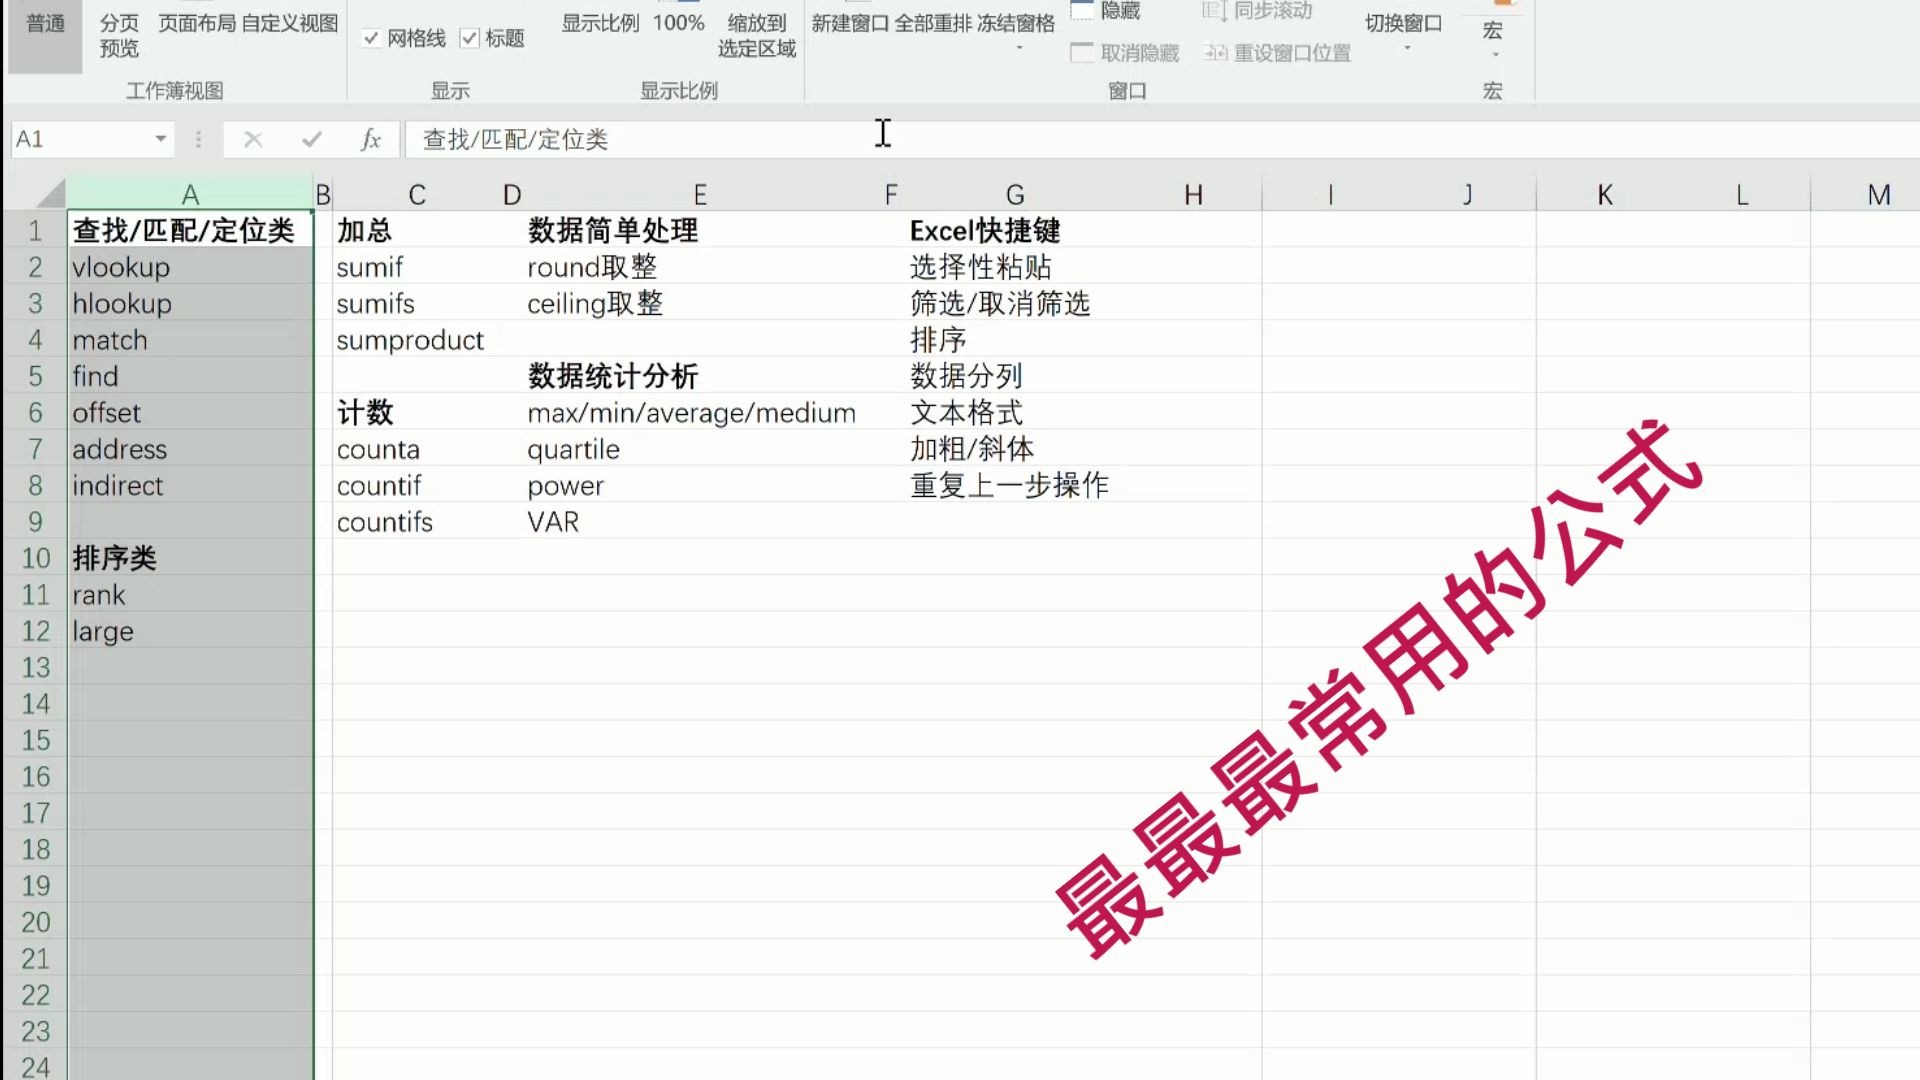 普通
分页
预览
页面布局 自定义视图
工作簿视图
网格线 标题
显示
显示比例 100%
缩放到
选定区域
显示比例
新建窗口 全部重排 冻结窗格
隐藏
取消隐藏
同步滚动
重设窗口位置
切换窗口
窗口
宏
宏
A1 fx 查找/匹配/定位类
A B C D E F G H I J K L M
1 查找/匹配/定位类 加总 数据简单处理 Excel快捷键
2 vlookup sumif round取整 选择性粘贴
3 hlookup sumifs ceiling取整 筛选/取消筛选
4 match sumproduct 排序
5 find 数据统计分析 数据分列
6 offset 计数 max/min/average/medium 文本格式
7 address counta quartile 加粗/斜体
8 indirect countif power 重复上一步操作
9 countifs VAR
10 排序类
11 rank
12 large
13
14
15
16
17
18
19
20
21
22
23
24
最最最常用的公式